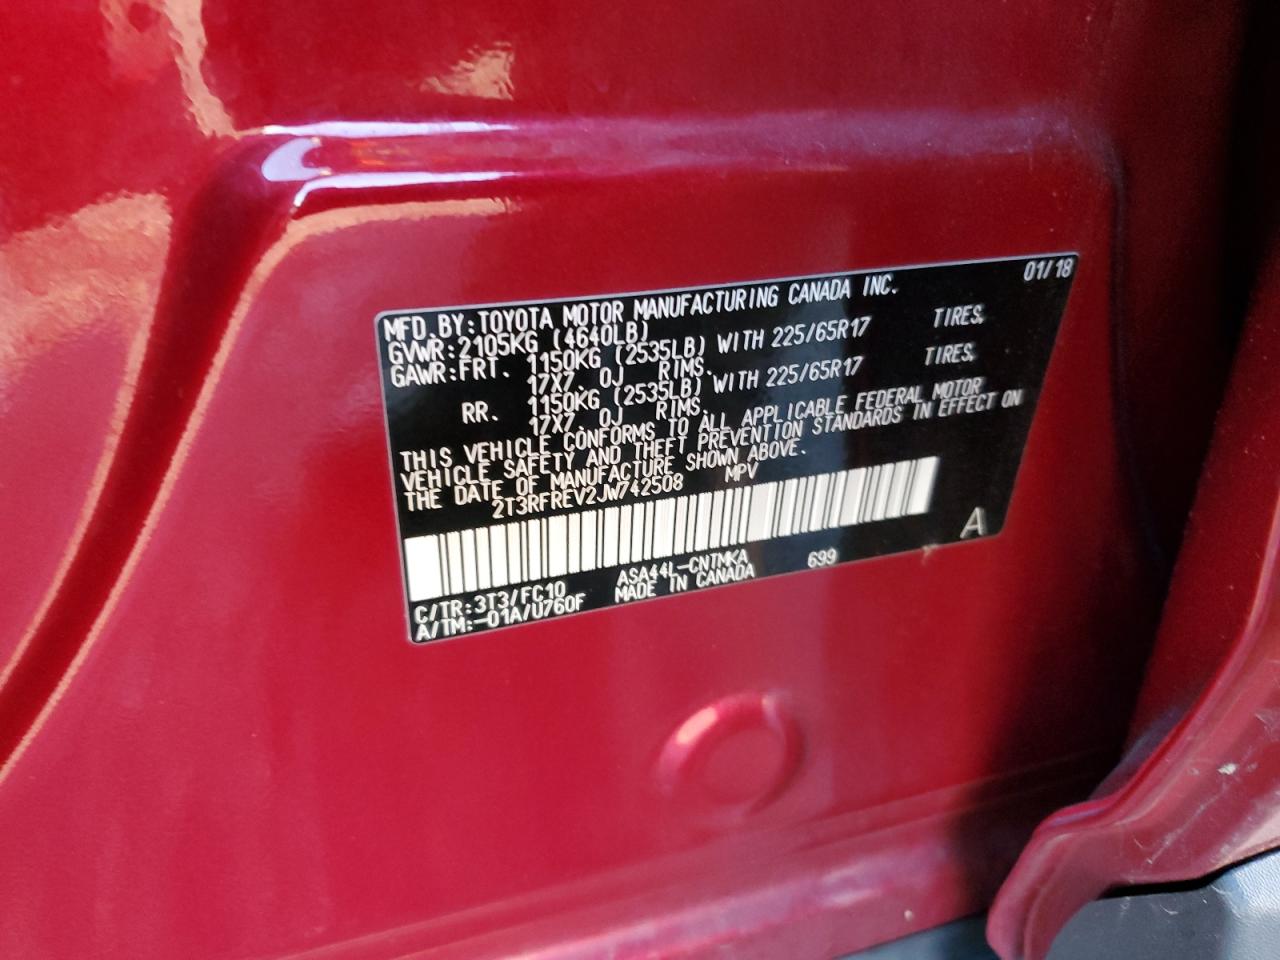 01/18
MFD.BY:TOYOTA MOTOR MANUFACTURING CANADA INC.
GVWR:2105KG (4640LB)
GAWR:FRT. 1150KG (2535LB) WITH 225/65R17 TIRES,
17X7.0J RIMS.
RR. 1150KG (2535LB) WITH 225/65R17 TIRES,
17X7.0J RIMS.
THIS VEHICLE CONFORMS TO ALL APPLICABLE FEDERAL MOTOR
VEHICLE SAFETY AND THEFT PREVENTION STANDARDS IN EFFECT ON
THE DATE OF MANUFACTURE SHOWN ABOVE.
2T3RFREV2JW742508 MPV
A
C/TR:3T3/FC10 ASA44L-CNTMKA 699
A/TM:-01A/U760F MADE IN CANADA